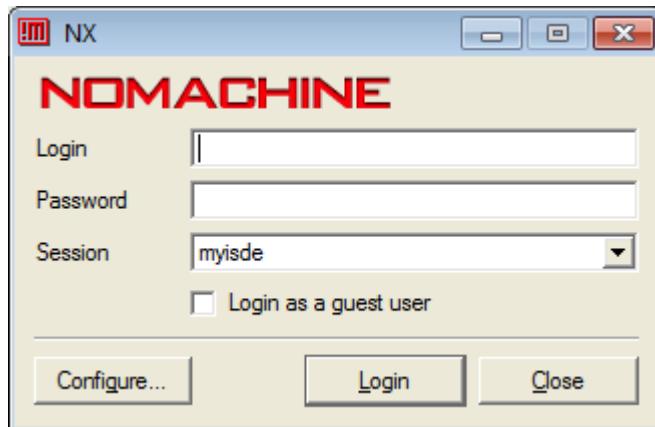 !M NX
NOMACHINE
Login
Password
Session myisde
Login as a guest user
Configure... Login Close